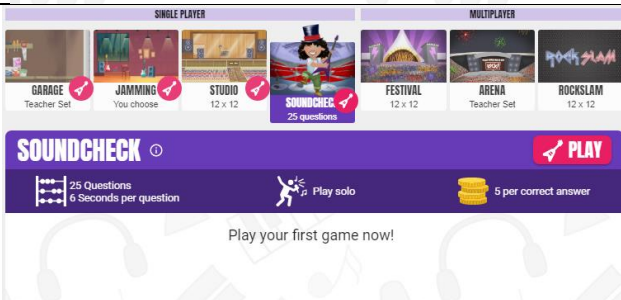 SINGLE PLAYER
MULTIPLAYER
GARAGE
Teacher Set
JAMMING
You choose
STUDIO
12 x 12
SOUNDCHECK
25 questions
FESTIVAL
12 x 12
ARENA
Teacher Set
ROCK SLAM
ROCKSLAM
12 x 12
SOUNDCHECK
PLAY
25 Questions
6 Seconds per question
Play solo
5 per correct answer
Play your first game now!